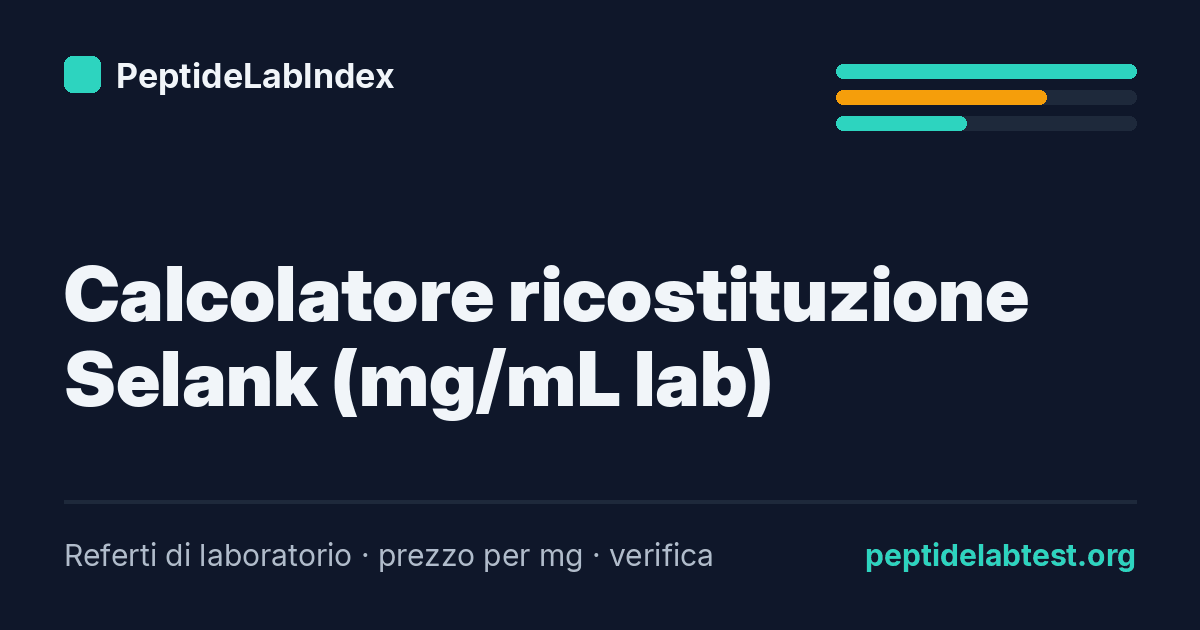 PeptideLabIndex
Calcolatore ricostituzione
Selank (mg/mL lab)
Referti di laboratorio · prezzo per mg · verifica
peptidelabtest.org